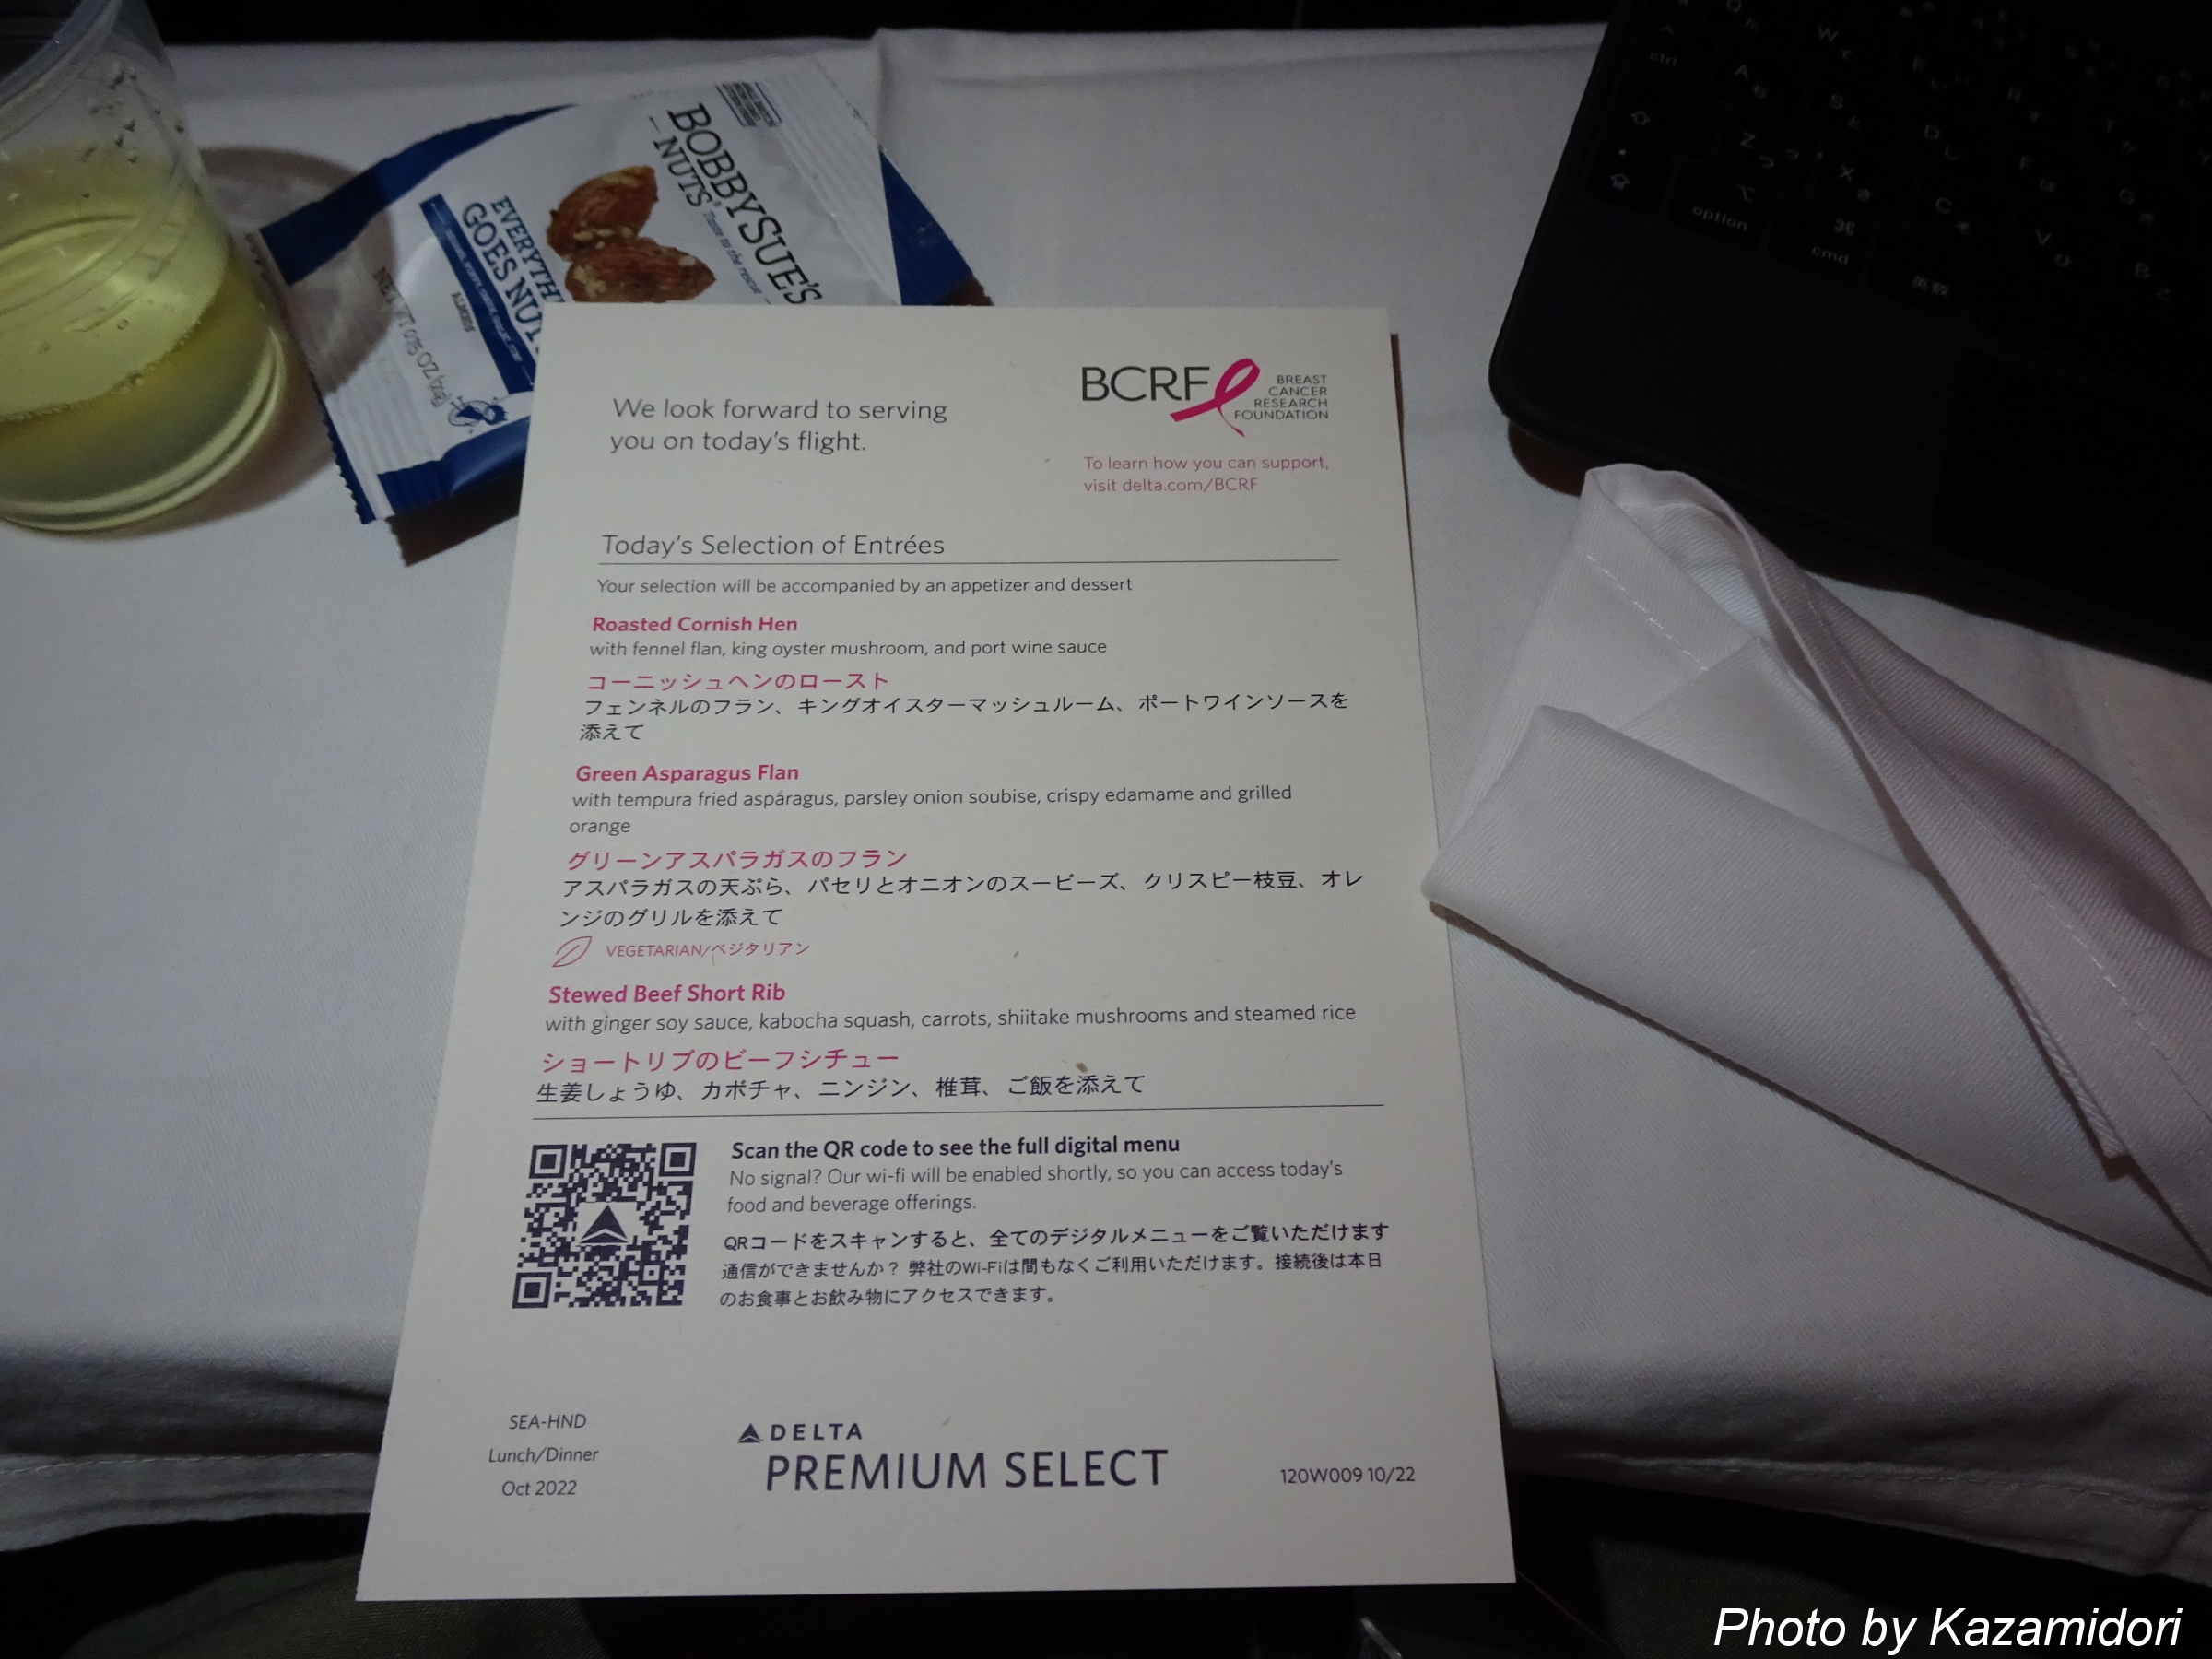 BOBBYSUE'S
NUTS
Taste to the rescue
EVERYTH
GOES NU
ALMONDS
ctrl
option
cmd
英数
We look forward to serving
you on today's flight.
BCRF
BREAST
CANCER
RESEARCH
FOUNDATION
To learn how you can support,
visit delta.com/BCRF
Today's Selection of Entrées
Your selection will be accompanied by an appetizer and dessert
Roasted Cornish Hen
with fennel flan, king oyster mushroom, and port wine sauce
コーニッシュヘンのロースト
フェンネルのフラン、キングオイスターマッシュルーム、ポートワインソースを
添えて
Green Asparagus Flan
with tempura fried asparagus, parsley onion soubise, crispy edamame and grilled
orange
グリーンアスパラガスのフラン
アスパラガスの天ぷら、パセリとオニオンのスービーズ、クリスピー枝豆、オレ
ンジのグリルを添えて
VEGETARIAN/ベジタリアン
Stewed Beef Short Rib
with ginger soy sauce, kabocha squash, carrots, shiitake mushrooms and steamed rice
ショートリブのビーフシチュー
生姜しょうゆ、カボチャ、ニンジン、椎茸、ご飯を添えて
Scan the QR code to see the full digital menu
No signal? Our wi-fi will be enabled shortly, so you can access today's
food and beverage offerings.
QRコードをスキャンすると、全てのデジタルメニューをご覧いただけます
通信ができませんか？ 弊社のWi-Fiは間もなくご利用いただけます。接続後は本日
のお食事とお飲み物にアクセスできます。
SEA-HND
Lunch/Dinner
Oct 2022
DELTA
PREMIUM SELECT
120W009 10/22
Photo by Kazamidori